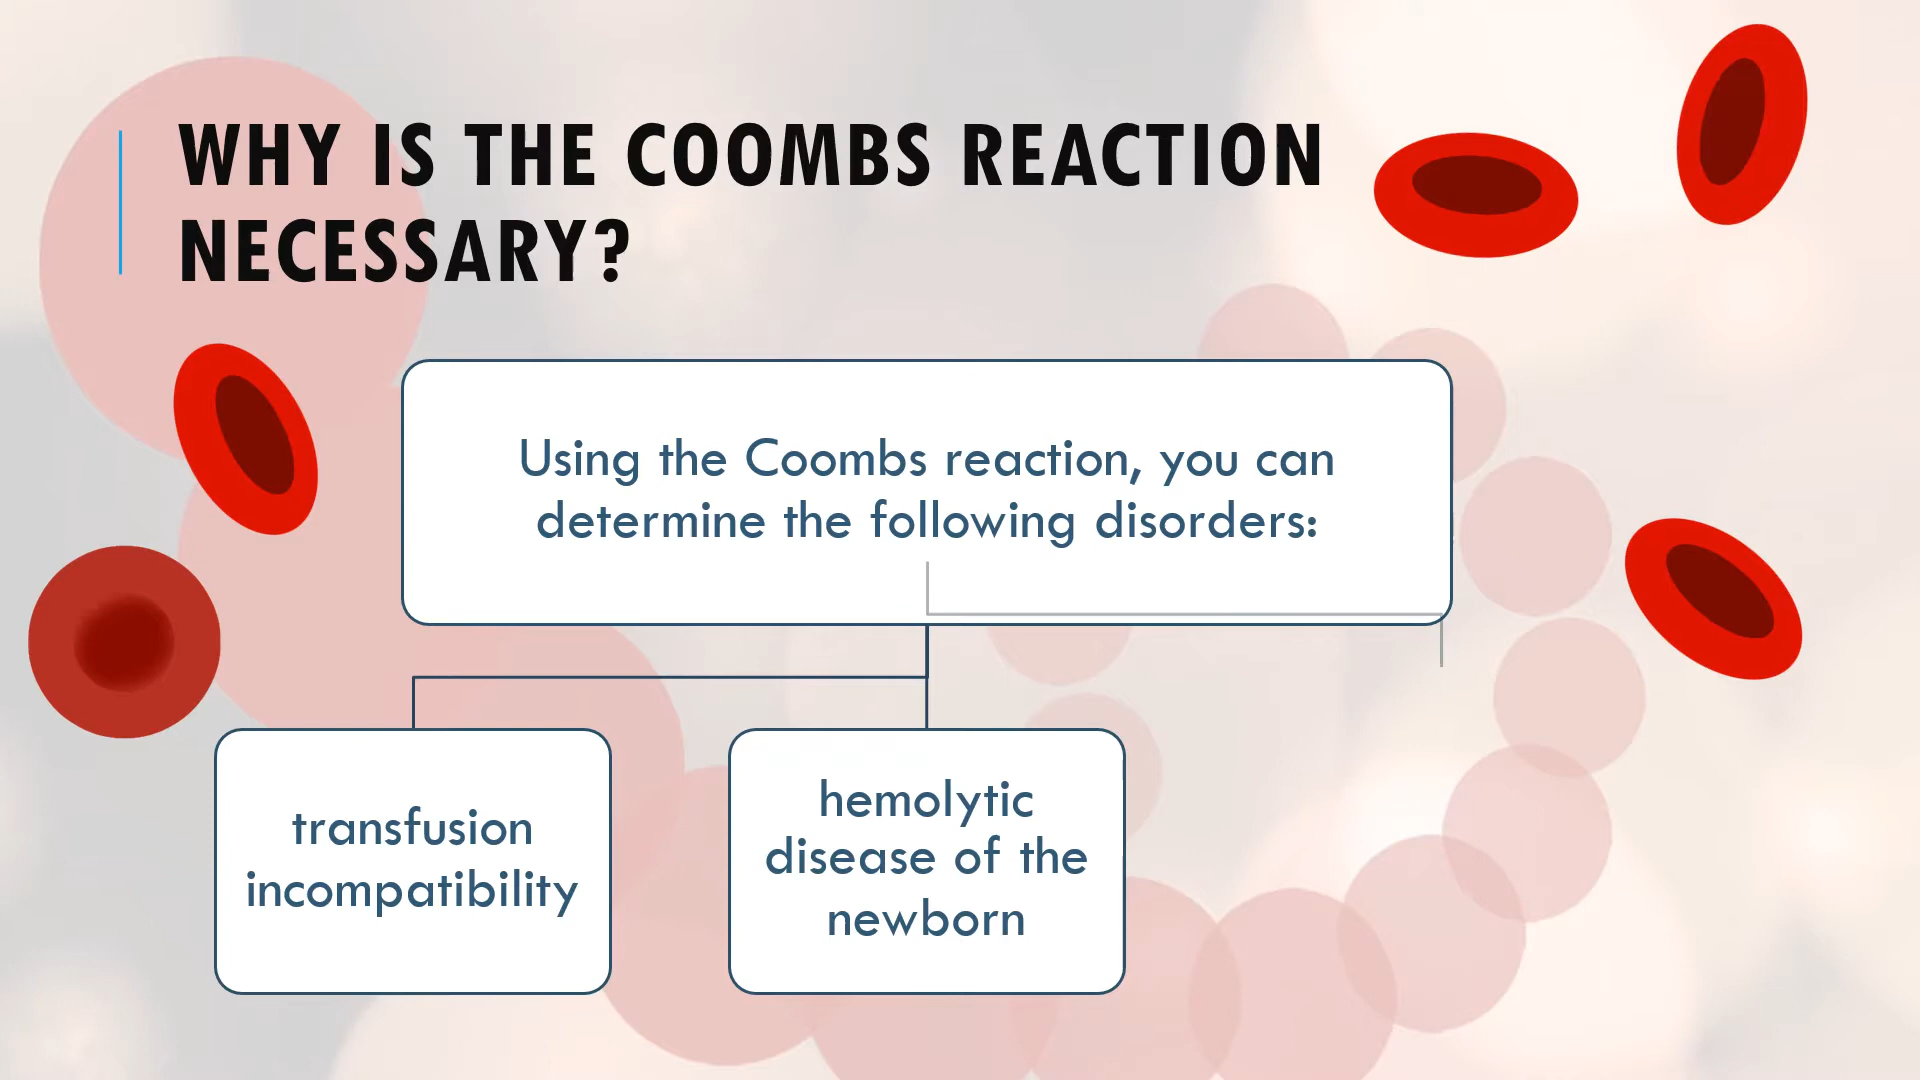 WHY IS THE COOMBS REACTION
NECESSARY?
Using the Coombs reaction, you can
determine the following disorders:
transfusion
incompatibility
hemolytic
disease of the
newborn